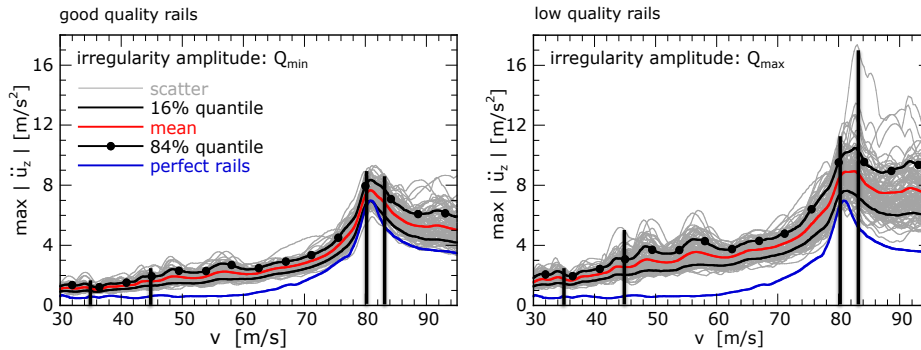 good quality rails
irregularity amplitude: Qmin
scatter
16% quantile
mean
84% quantile
perfect rails
max | üz | [m/s²]
16
12
8
4
0
30 40 50 60 70 80 90
v [m/s]
low quality rails
irregularity amplitude: Qmax
max | üz | [m/s²]
16
12
8
4
0
30 40 50 60 70 80 90
v [m/s]